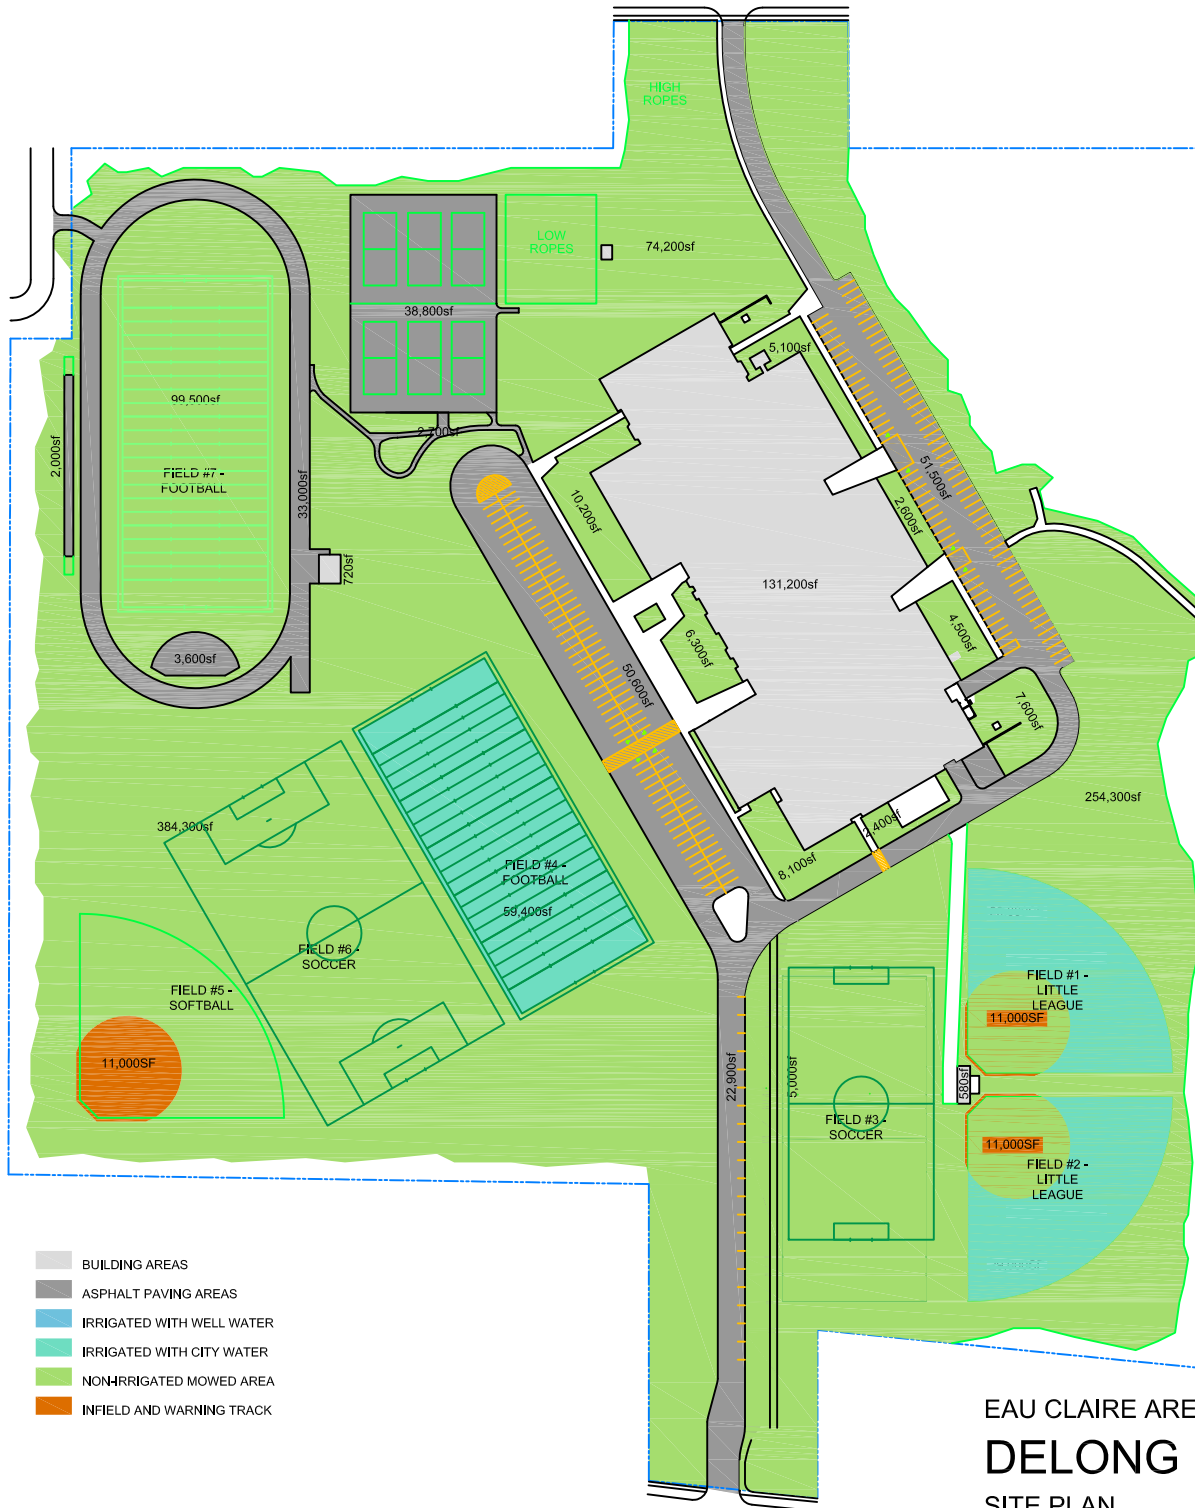 HIGH
ROPES
LOW
ROPES
74,200sf
38,800sf
5,100sf
99,500sf
2,700sf
2,000sf
FIELD #7 -
FOOTBALL
33,000sf
51,500sf
10,200sf
2,600sf
720sf
131,200sf
4,500sf
6,300sf
3,600sf
50,600sf
7,600sf
254,300sf
384,300sf
2,400sf
8,100sf
FIELD #4 -
FOOTBALL
59,400sf
FIELD #6 -
SOCCER
FIELD #5 -
SOFTBALL
FIELD #1 -
LITTLE
LEAGUE
11,000SF
11,000SF
22,900sf
5,000sf
580sf
FIELD #3 -
SOCCER
11,000SF
FIELD #2 -
LITTLE
LEAGUE
BUILDING AREAS
ASPHALT PAVING AREAS
IRRIGATED WITH WELL WATER
IRRIGATED WITH CITY WATER
NON-IRRIGATED MOWED AREA
INFIELD AND WARNING TRACK
EAU CLAIRE ARE
DELONG
SITE PLAN